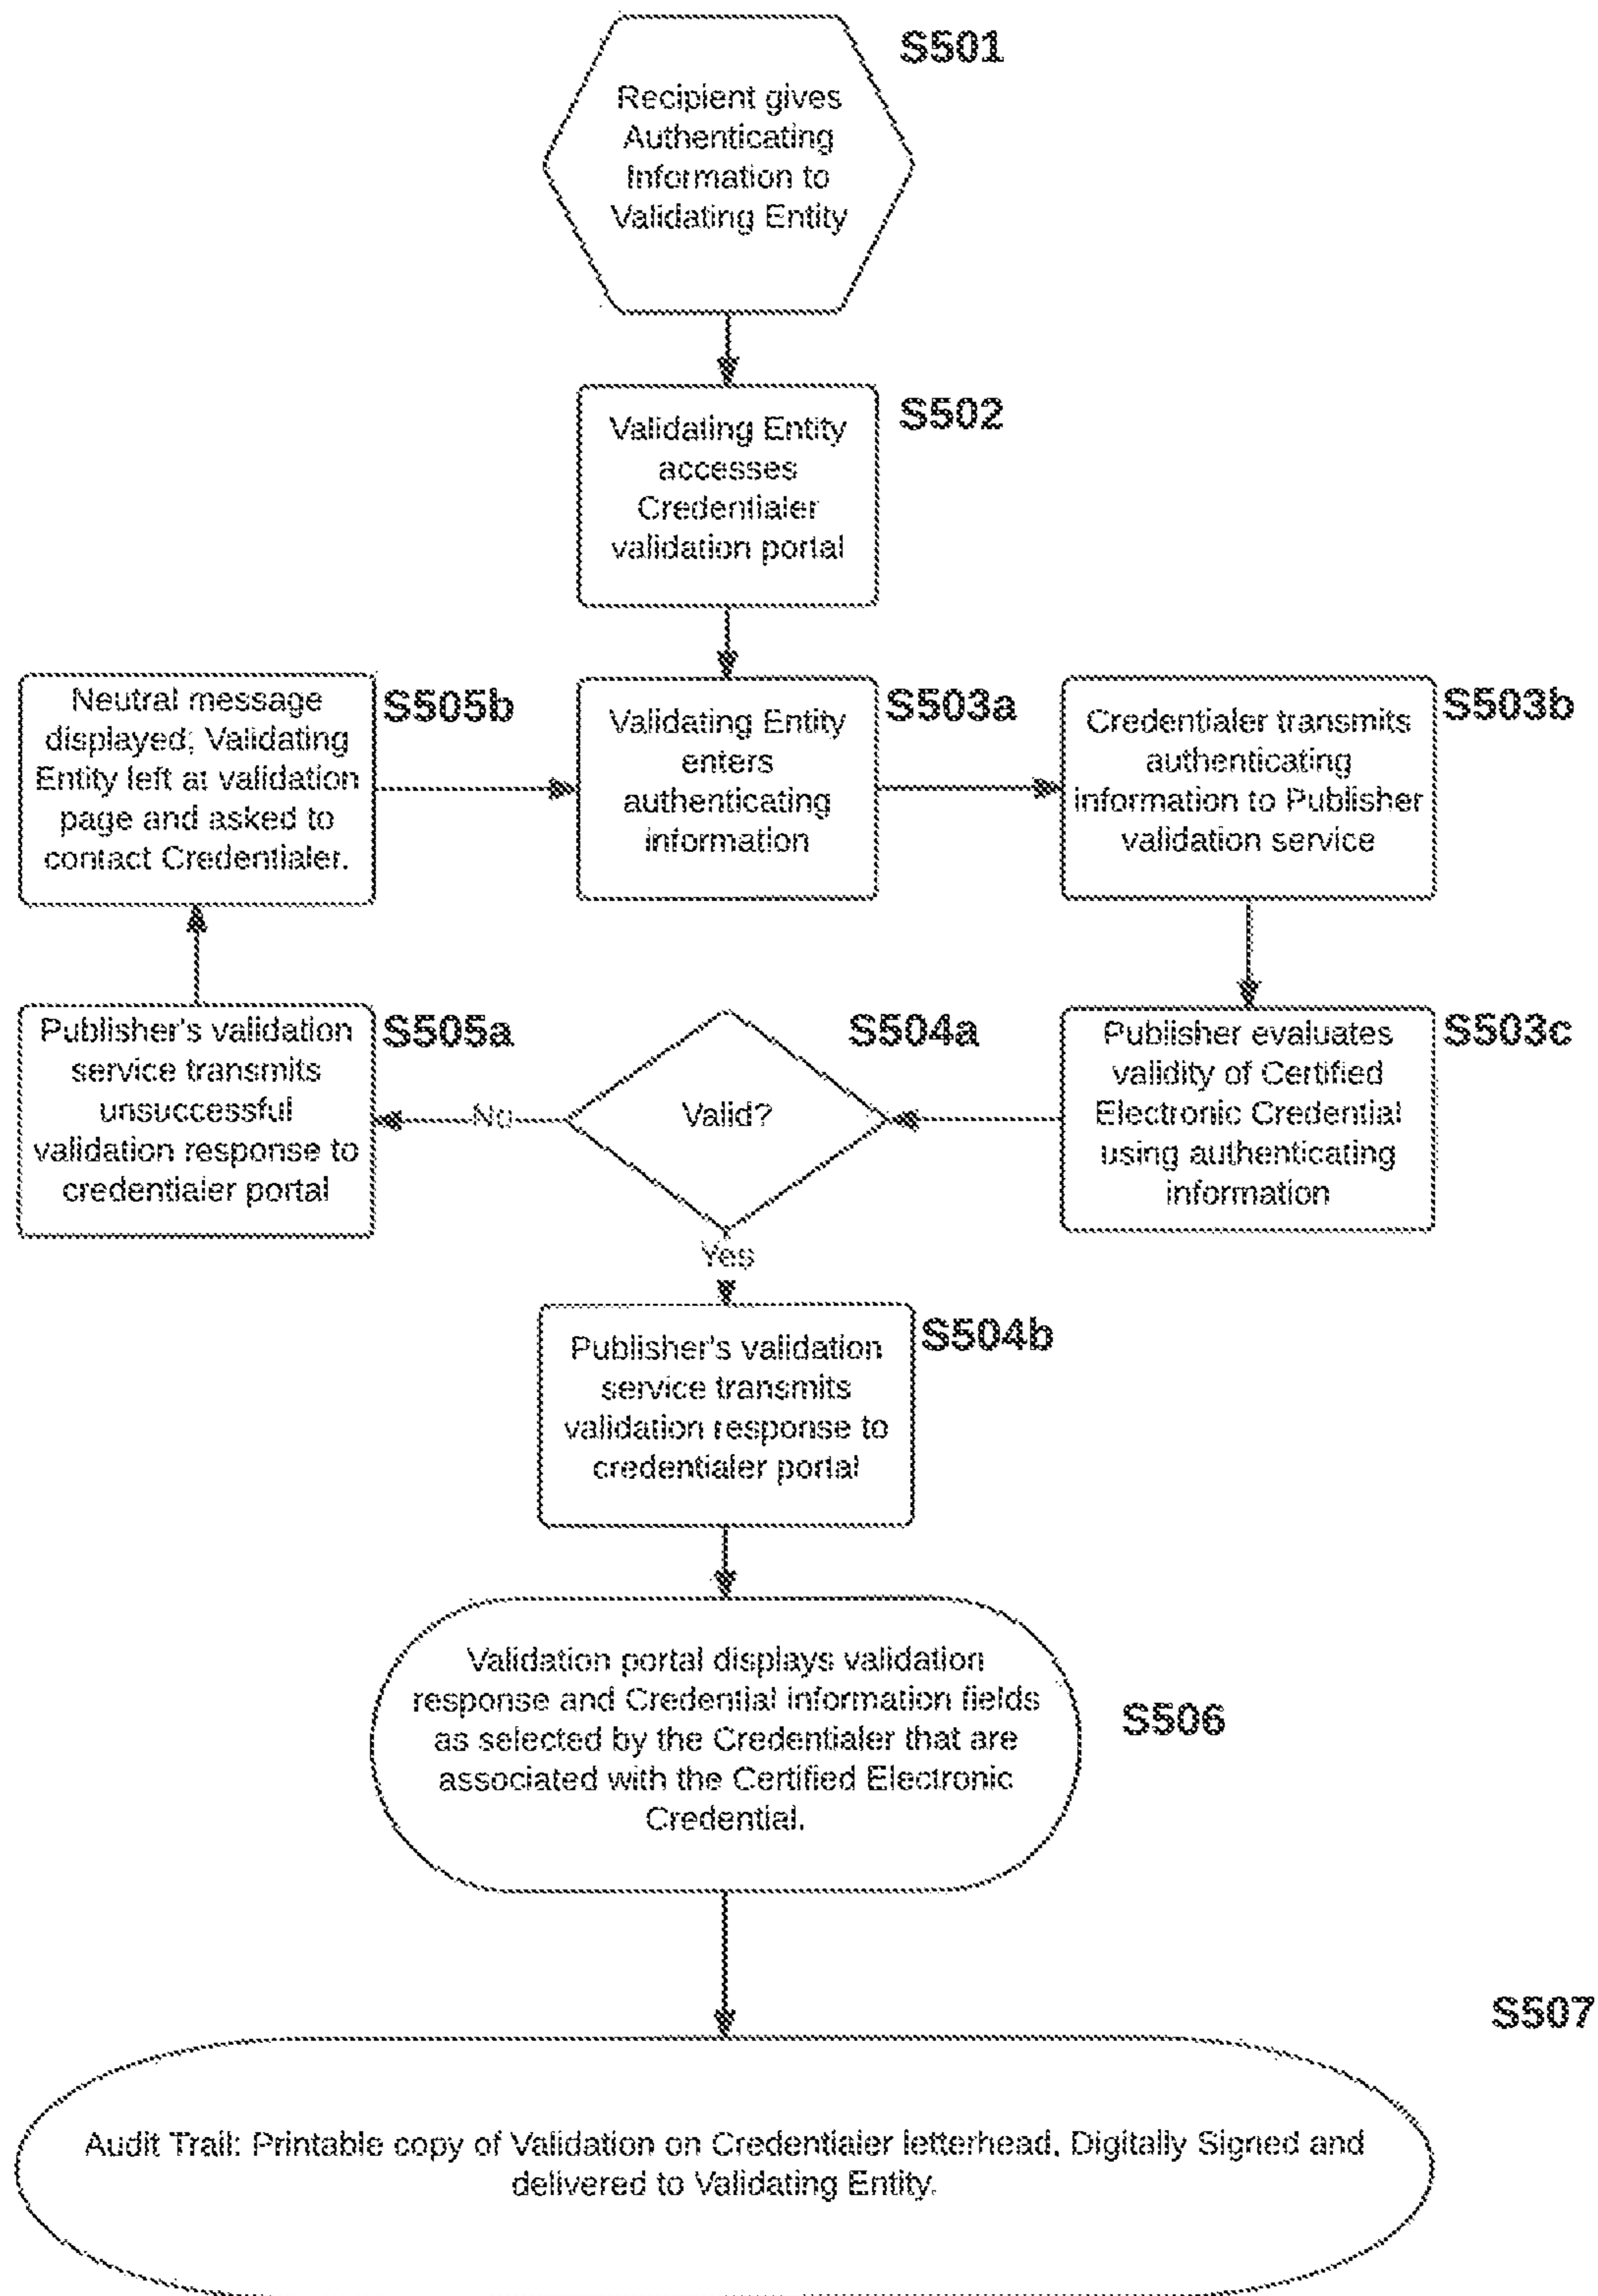 S501
Recipient gives
Authenticating
Information to
Validating Entity
S502
Validating Entity
accesses
Credentialer
validation portal
Neutral message
displayed; Validating
Entity left at validation
page and asked to
contact Credentialer.
S505b
Validating Entity
enters
authenticating
information
S503a
Credentialer transmits
authenticating
information to Publisher
validation service
S503b
Publisher's validation
service transmits
unsuccessful
validation response to
credentialer portal
S505a
No
Valid?
S504a
Publisher evaluates
validity of Certified
Electronic Credential
using authenticating
information
S503c
Yes
Publisher's validation
service transmits
validation response to
credentialer portal
S504b
Validation portal displays validation
response and Credential information fields
as selected by the Credentialer that are
associated with the Certified Electronic
Credential.
S506
S507
Audit Trail: Printable copy of Validation on Credentialer letterhead, Digitally Signed and
delivered to Validating Entity.